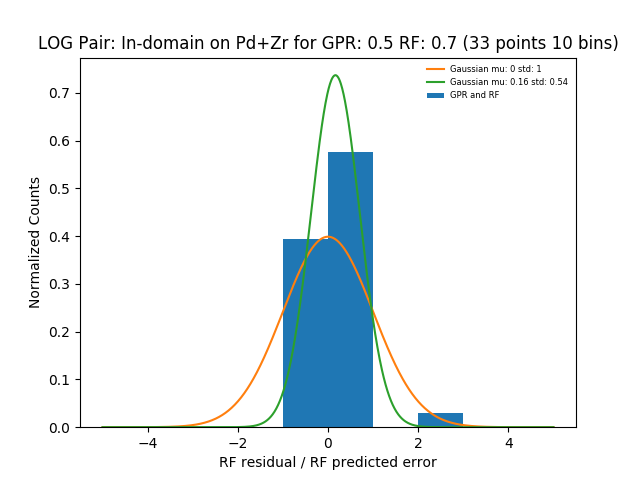 LOG Pair: In-domain on Pd+Zr for GPR: 0.5 RF: 0.7 (33 points 10 bins)
Gaussian mu: 0 std: 1
Gaussian mu: 0.16 std: 0.54
GPR and RF
Normalized Counts
0.7
0.6
0.5
0.4
0.3
0.2
0.1
0.0
−4 −2 0 2 4
RF residual / RF predicted error